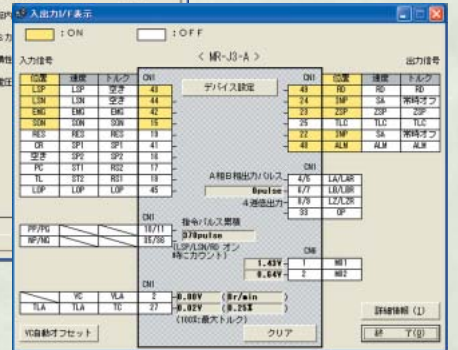 入出力I/F表示
:ON :OFF
< MR-J3-A >
入力信号 出力信号
位置 速度 トルク CN1
LSP LSP 空き 43
LSN LSN 空き 44
EMG EMG EMG 42
SON SON SON 15
RES RES RES 19
CR SP1 SP1 41
空き SP2 SP2 16
PC ST1 RS2 17
TL ST2 RS1 18
LOP LOP LOP 45
デバイス設定
CN1 位置 速度 トルク
49 RD RD RD
24 INP SA 常時オフ
23 ZSP ZSP ZSP
25 TLC TLC TLC
22 INP SA 常時オフ
48 ALM ALM ALM
CN1
A相B相出力パルス 4/5 LA/LAR
0pulse 6/7 LB/LBR
8/9 LZ/LZR
33 OP
CN1
PP/PG 10/11
NP/NG 35/36
指令パルス累積
378pulse
(LSP/LSN/RD オン
時にカウント)
CN6
1.43V 1 MO1
0.64V 2 MO2
CN1
VC VLA 2 0.00V ( 0r/min )
TLA TLA TC 27 0.02V ( 0.25% )
(100%:最大トルク)
VC自動オフセット
クリア
詳細情報 (I)
終 了(Q)